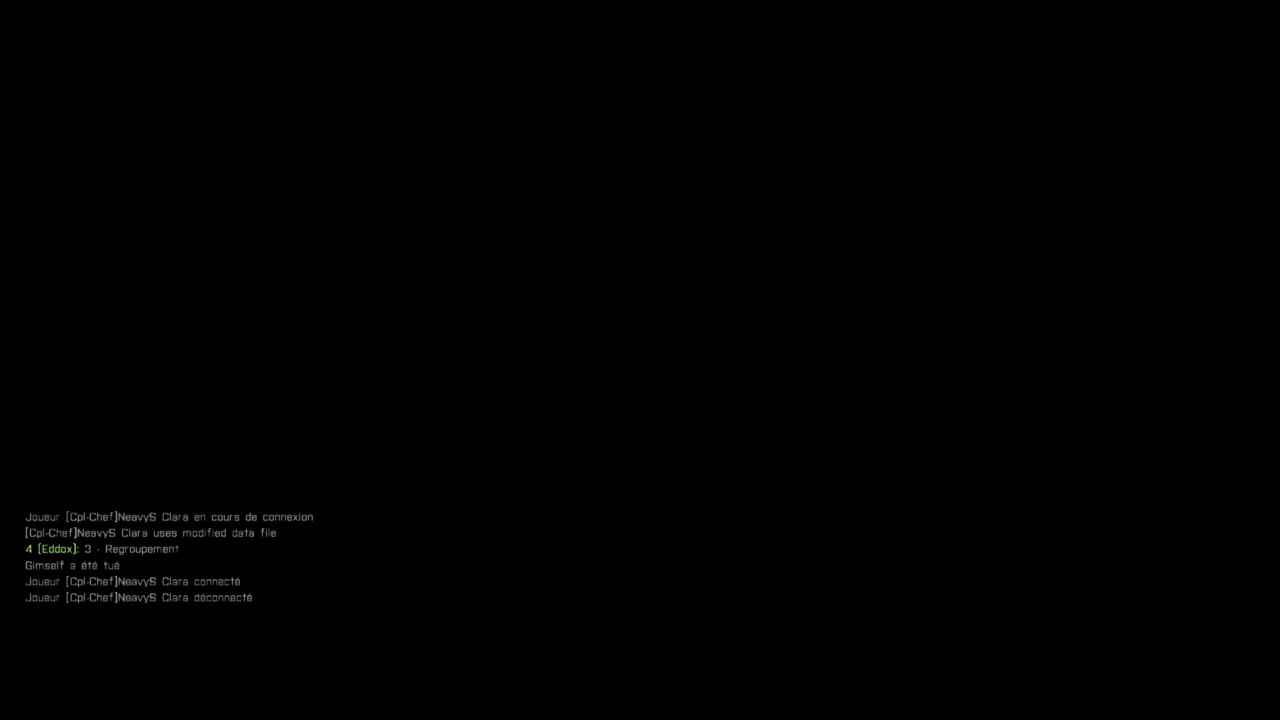 Joueur [Cpl-Chef]NeavyS Clara en cours de connexion
[Cpl-Chef]NeavyS Clara uses modified data file
4 (Eddox): 3 - Regroupement
Gimself a été tué
Joueur [Cpl-Chef]NeavyS Clara connecté
Joueur [Cpl-Chef]NeavyS Clara déconnecté